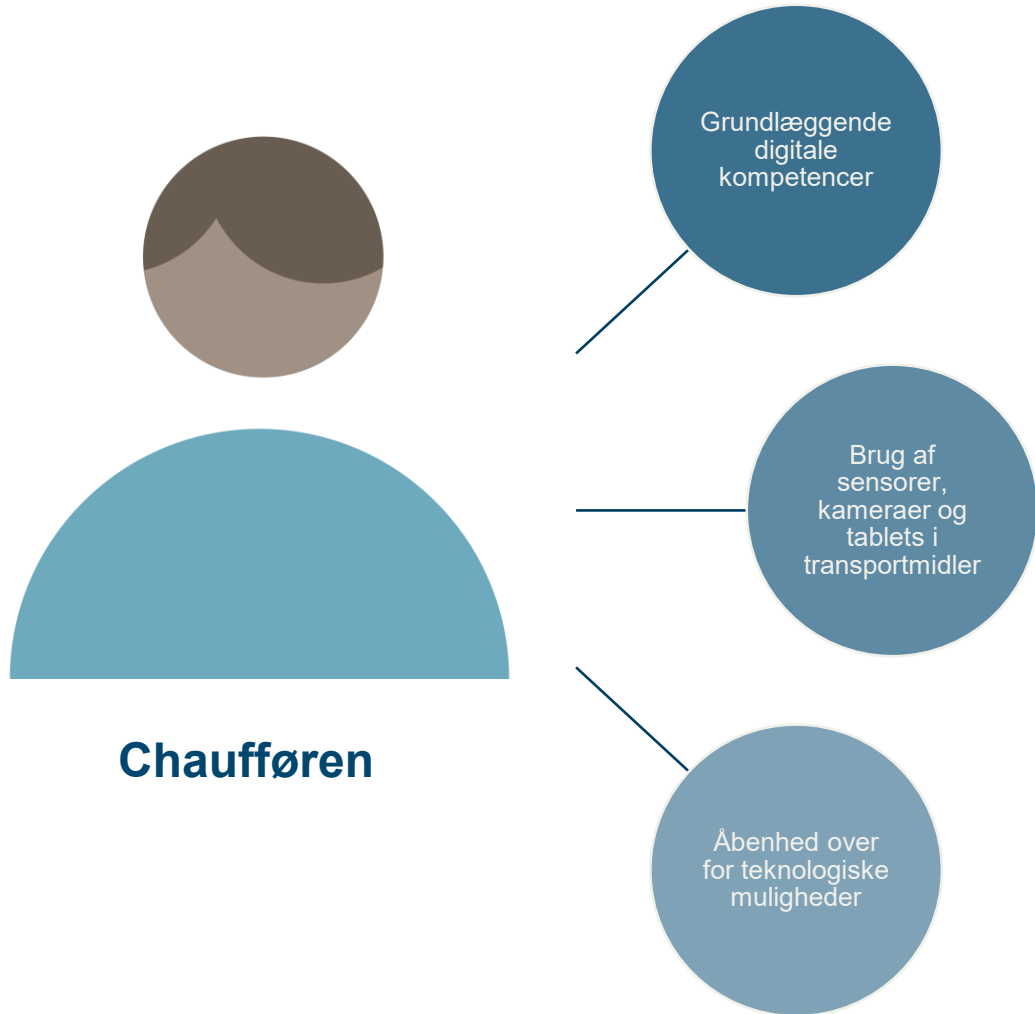 Grundlæggende
digitale
kompetencer
Brug af
sensorer,
kameraer og
tablets i
transportmidler
Chaufføren
Åbenhed over
for teknologiske
muligheder